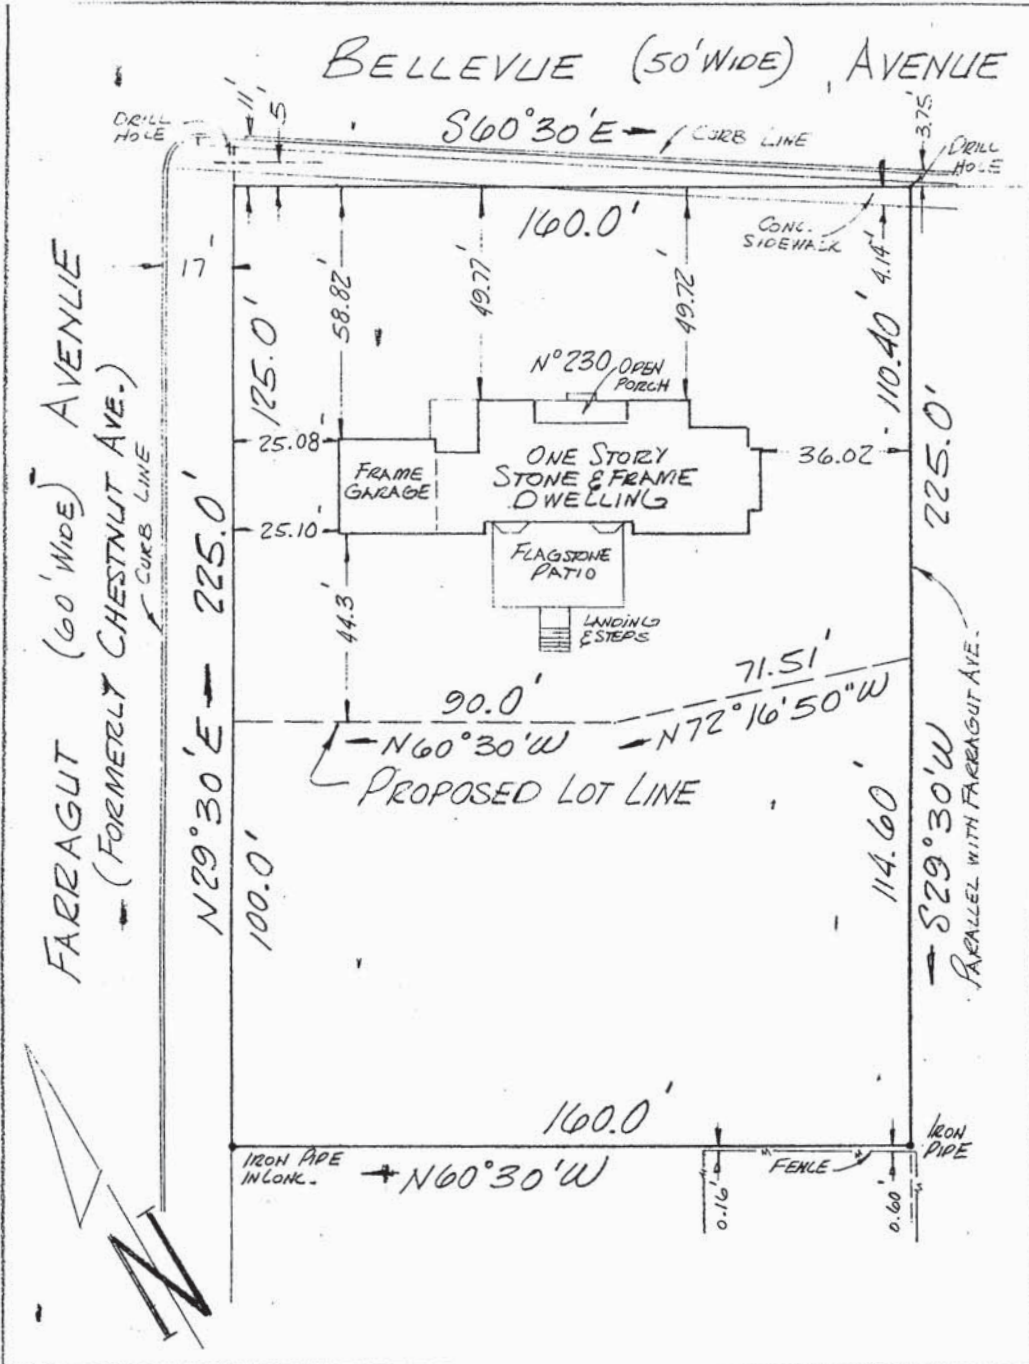 BELLEVUE (50' WIDE) AVENUE
DRILL
HOLE
11'
5'
S60°30'E
CURB LINE
3.75'
DRILL
HOLE
160.0'
CONC.
SIDEWALK
4.14'
17'
58.82'
49.77'
49.72'
125.0'
110.40'
N° 230
OPEN
PORCH
25.08'
FRAME
GARAGE
ONE STORY
STONE & FRAME
DWELLING
36.02'
225.0'
25.10'
FLAGSTONE
PATIO
LANDING
& STEPS
44.3'
FARRAGUT (60' WIDE) AVENUE
(FORMERLY CHESTNUT AVE.)
CURB LINE
N29°30'E 225.0'
90.0'
N60°30'W
71.51'
N72°16'50"W
PROPOSED LOT LINE
100.0'
114.60'
S29°30'W
PARALLEL WITH FARRAGUT AVE.
160.0'
IRON PIPE
IN CONC.
N60°30'W
0.16'
FENCE
0.60'
IRON
PIPE
N